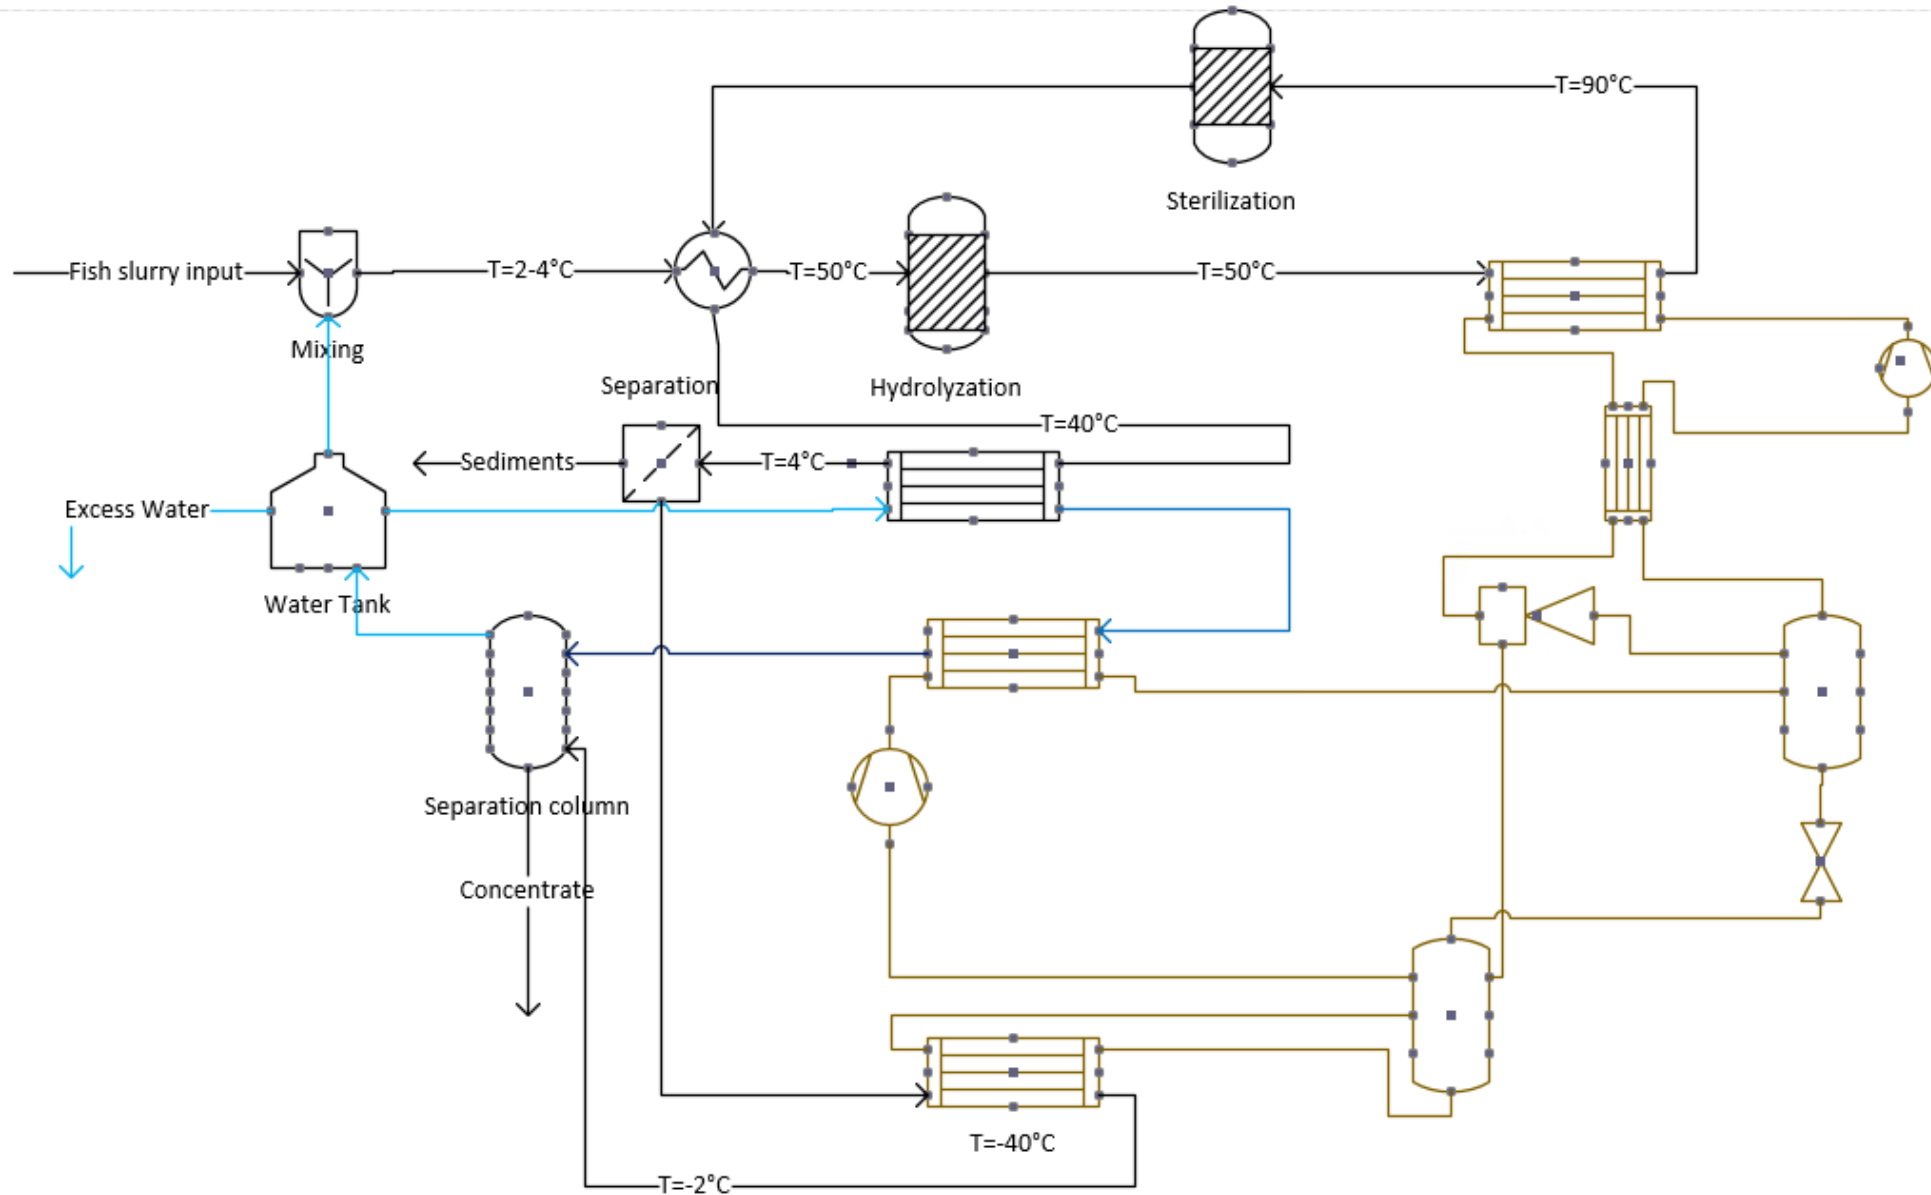 T=90°C
Sterilization
Fish slurry input
T=2-4°C
T=50°C
T=50°C
Mixing
Separation
Hydrolyzation
T=40°C
Sediments
T=4°C
Excess Water
Water Tank
Separation column
Concentrate
T=-40°C
T=-2°C